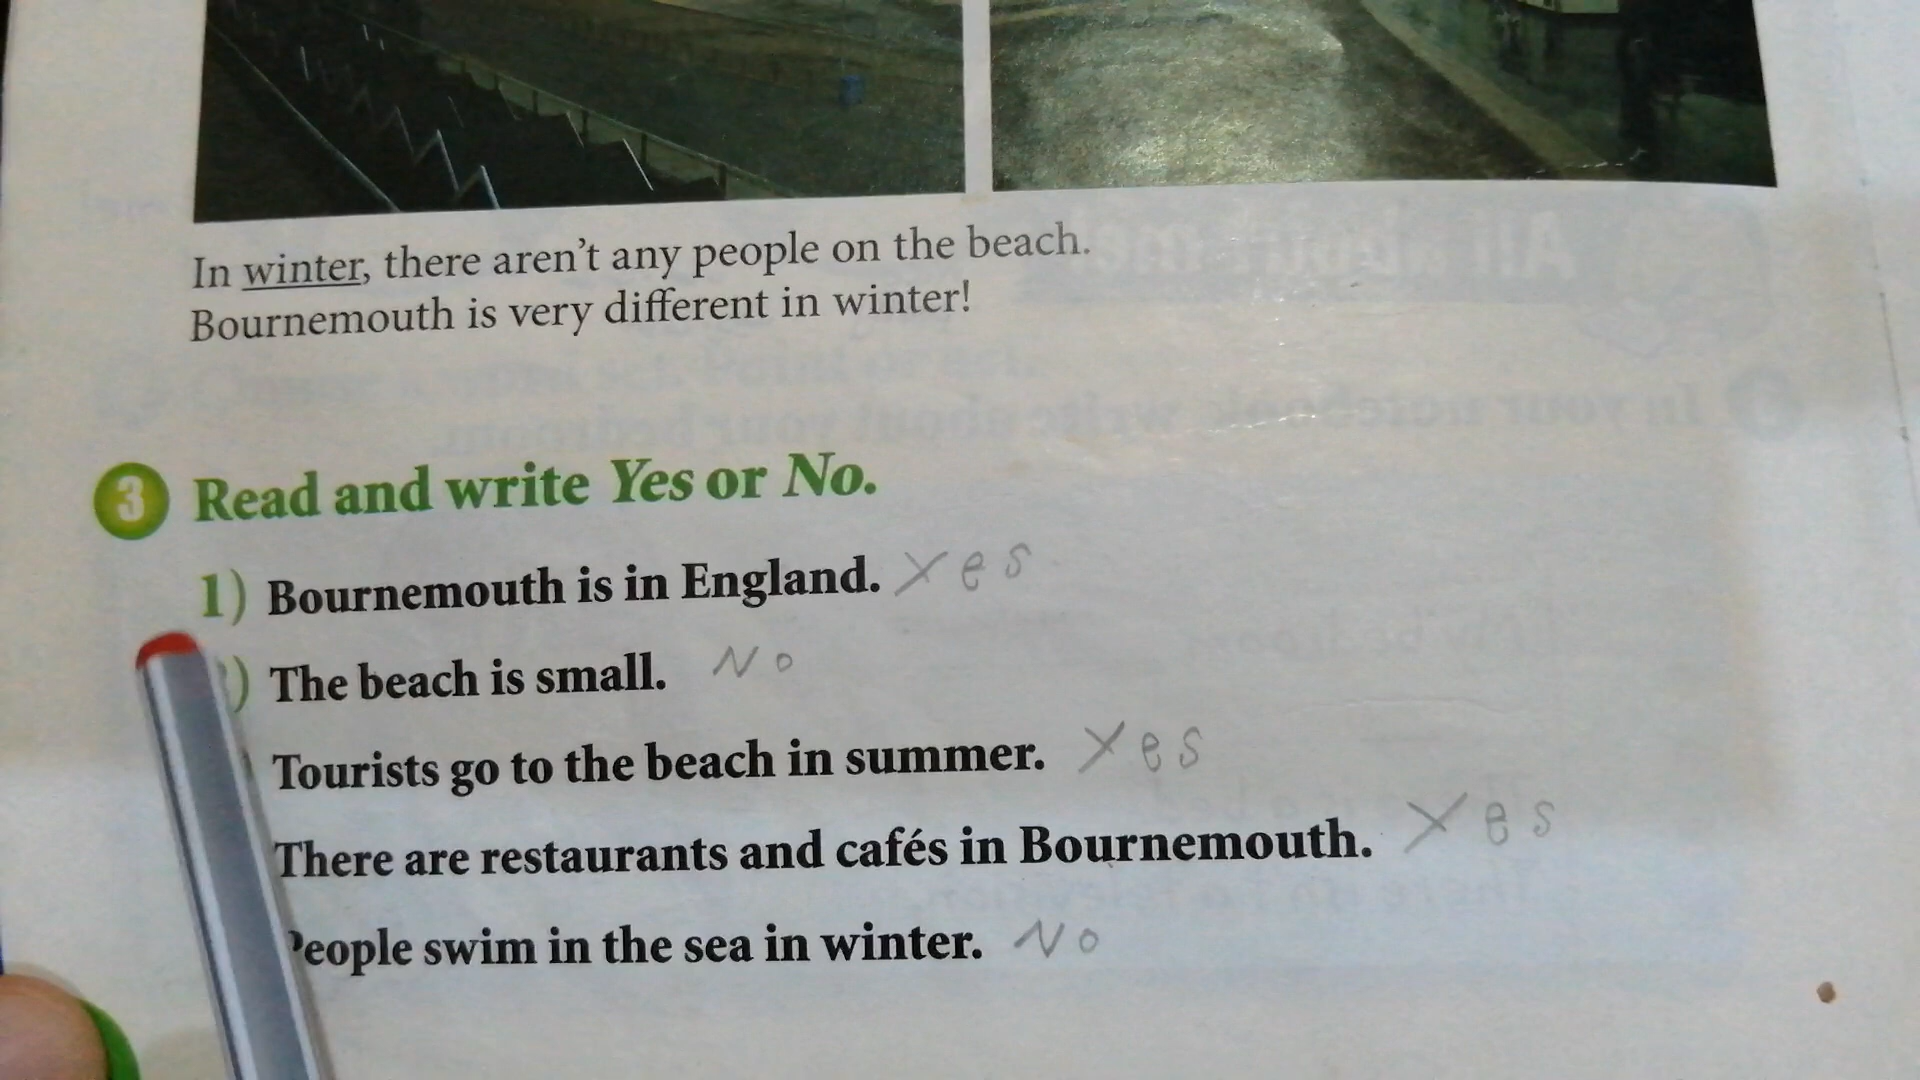 In winter, there aren't any people on the beach.
Bournemouth is very different in winter!
3 Read and write Yes or No.
1) Bournemouth is in England. Yes
) The beach is small. No
Tourists go to the beach in summer. Yes
There are restaurants and cafés in Bournemouth. Yes
People swim in the sea in winter. No